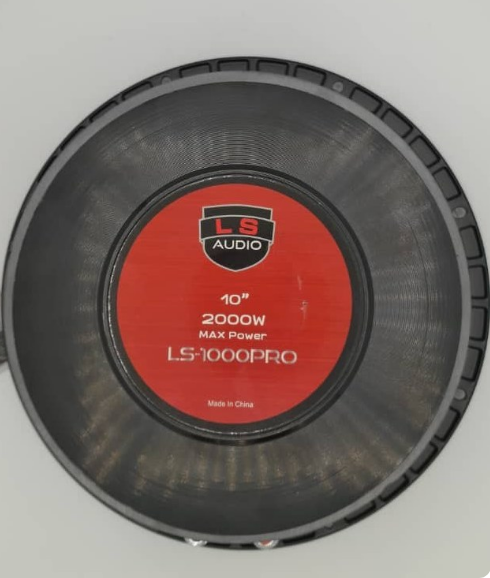 LS
AUDIO
10”
2000W
MAX Power
LS-1000PRO
Made in China